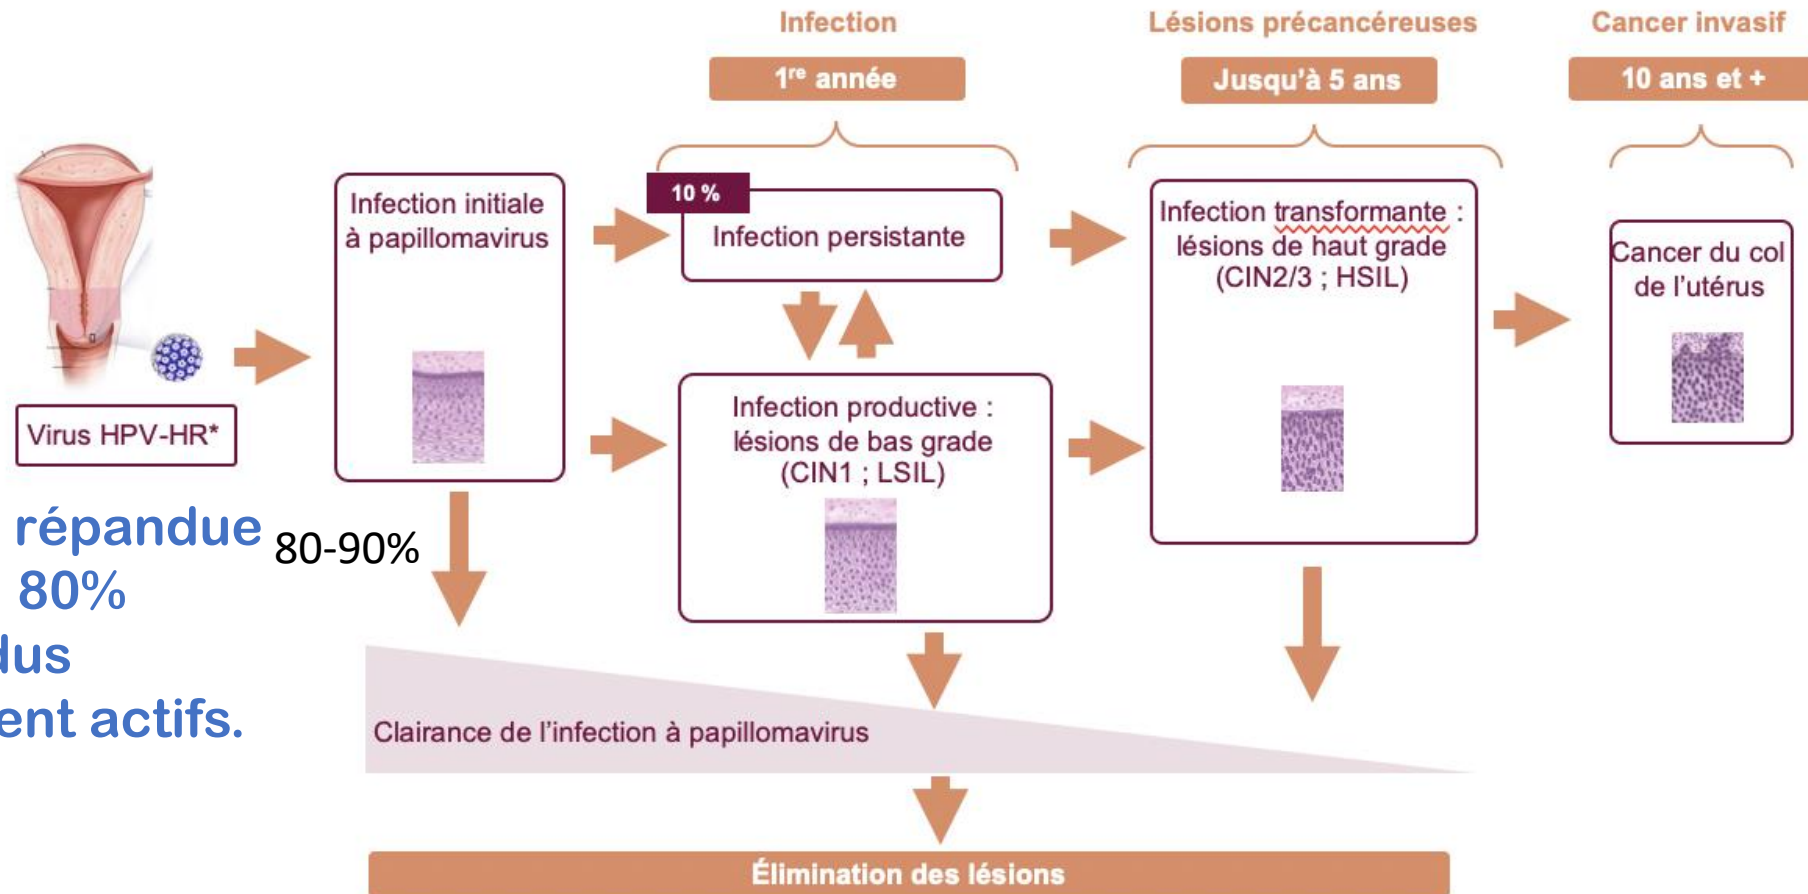 Infection
1re année
Lésions précancéreuses
Jusqu'à 5 ans
Cancer invasif
10 ans et +
Virus HPV-HR*
Infection initiale
à papillomavirus
10 %
Infection persistante
Infection productive :
lésions de bas grade
(CIN1 ; LSIL)
Infection transformante :
lésions de haut grade
(CIN2/3 ; HSIL)
Cancer du col
de l'utérus
répandue
80%
dus
ent actifs.
80-90%
Clairance de l'infection à papillomavirus
Élimination des lésions